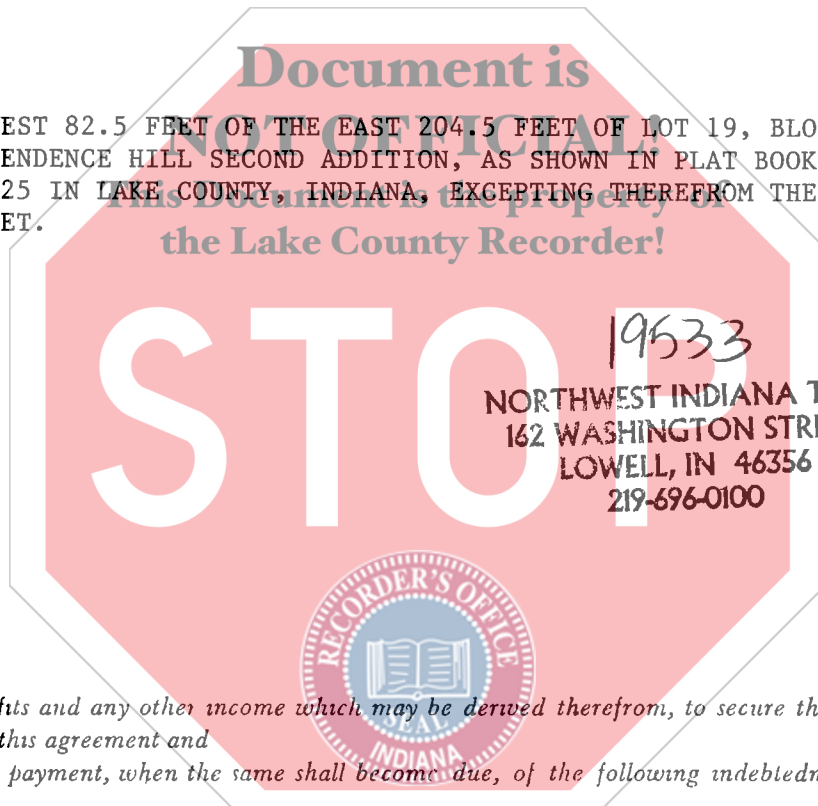 Document is
NOT OFFICIAL!
EST 82.5 FEET OF THE EAST 204.5 FEET OF LOT 19, BLO
ENDENCE HILL SECOND ADDITION, AS SHOWN IN PLAT BOOK
This Document is the property of
25 IN LAKE COUNTY, INDIANA, EXCEPTING THEREFROM THE
ET.
the Lake County Recorder!
STOP
19533
NORTHWEST INDIANA T
162 WASHINGTON STRE
LOWELL, IN 46356
219-696-0100
RECORDER'S OFFICE
SEAL
INDIANA
fits and any other income which may be derived therefrom, to secure th
this agreement and
payment, when the same shall become due, of the following indebtedn